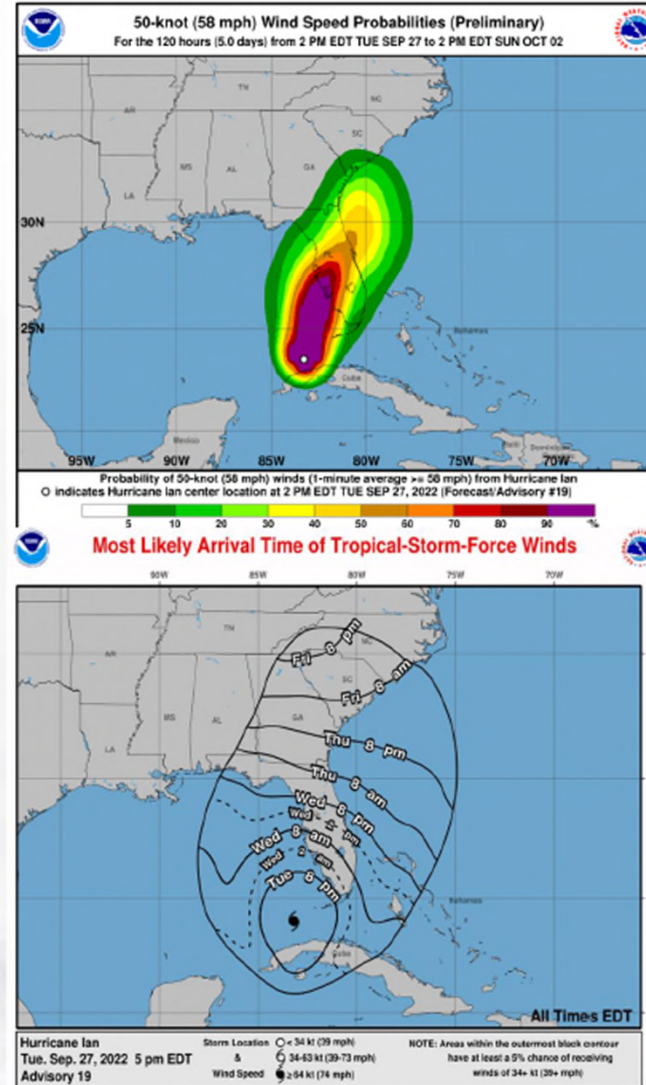 50-knot (58 mph) Wind Speed Probabilities (Preliminary)
For the 120 hours (5.0 days) from 2 PM EDT TUE SEP 27 to 2 PM EDT SUN OCT 02
TN
NC
AR
SC
MS
AL
GA
LA
30N
FL
25N
Bahamas
Cuba
Mexico
Haiti
95W
90W
85W
80W
75W
70W
Probability of 50-knot (58 mph) winds (1-minute average >= 58 mph) from Hurricane Ian
O indicates Hurricane Ian center location at 2 PM EDT TUE SEP 27, 2022 (Forecast/Advisory #19)
5 10 20 30 40 50 60 70 80 90 %
Most Likely Arrival Time of Tropical-Storm-Force Winds
90W 85W 80W 75W 70W
TN
NC
Fri 8 pm
AR
SC
Fri 8 am
MS
AL
GA
Thu 8 pm
LA
Thu 8 am
Wed 8 pm
Wed 2 pm
Wed 8 am
Wed 2 am
Tue 8 pm
Bahamas
Cuba
All Times EDT
Hurricane Ian
Tue. Sep. 27, 2022 5 pm EDT
Advisory 19
Storm Location
&
Wind Speed
< 34 kt (39 mph)
34-63 kt (39-73 mph)
≥ 64 kt (74 mph)
NOTE: Areas within the outermost black contour
have at least a 5% chance of receiving
winds of 34+ kt (39+ mph)